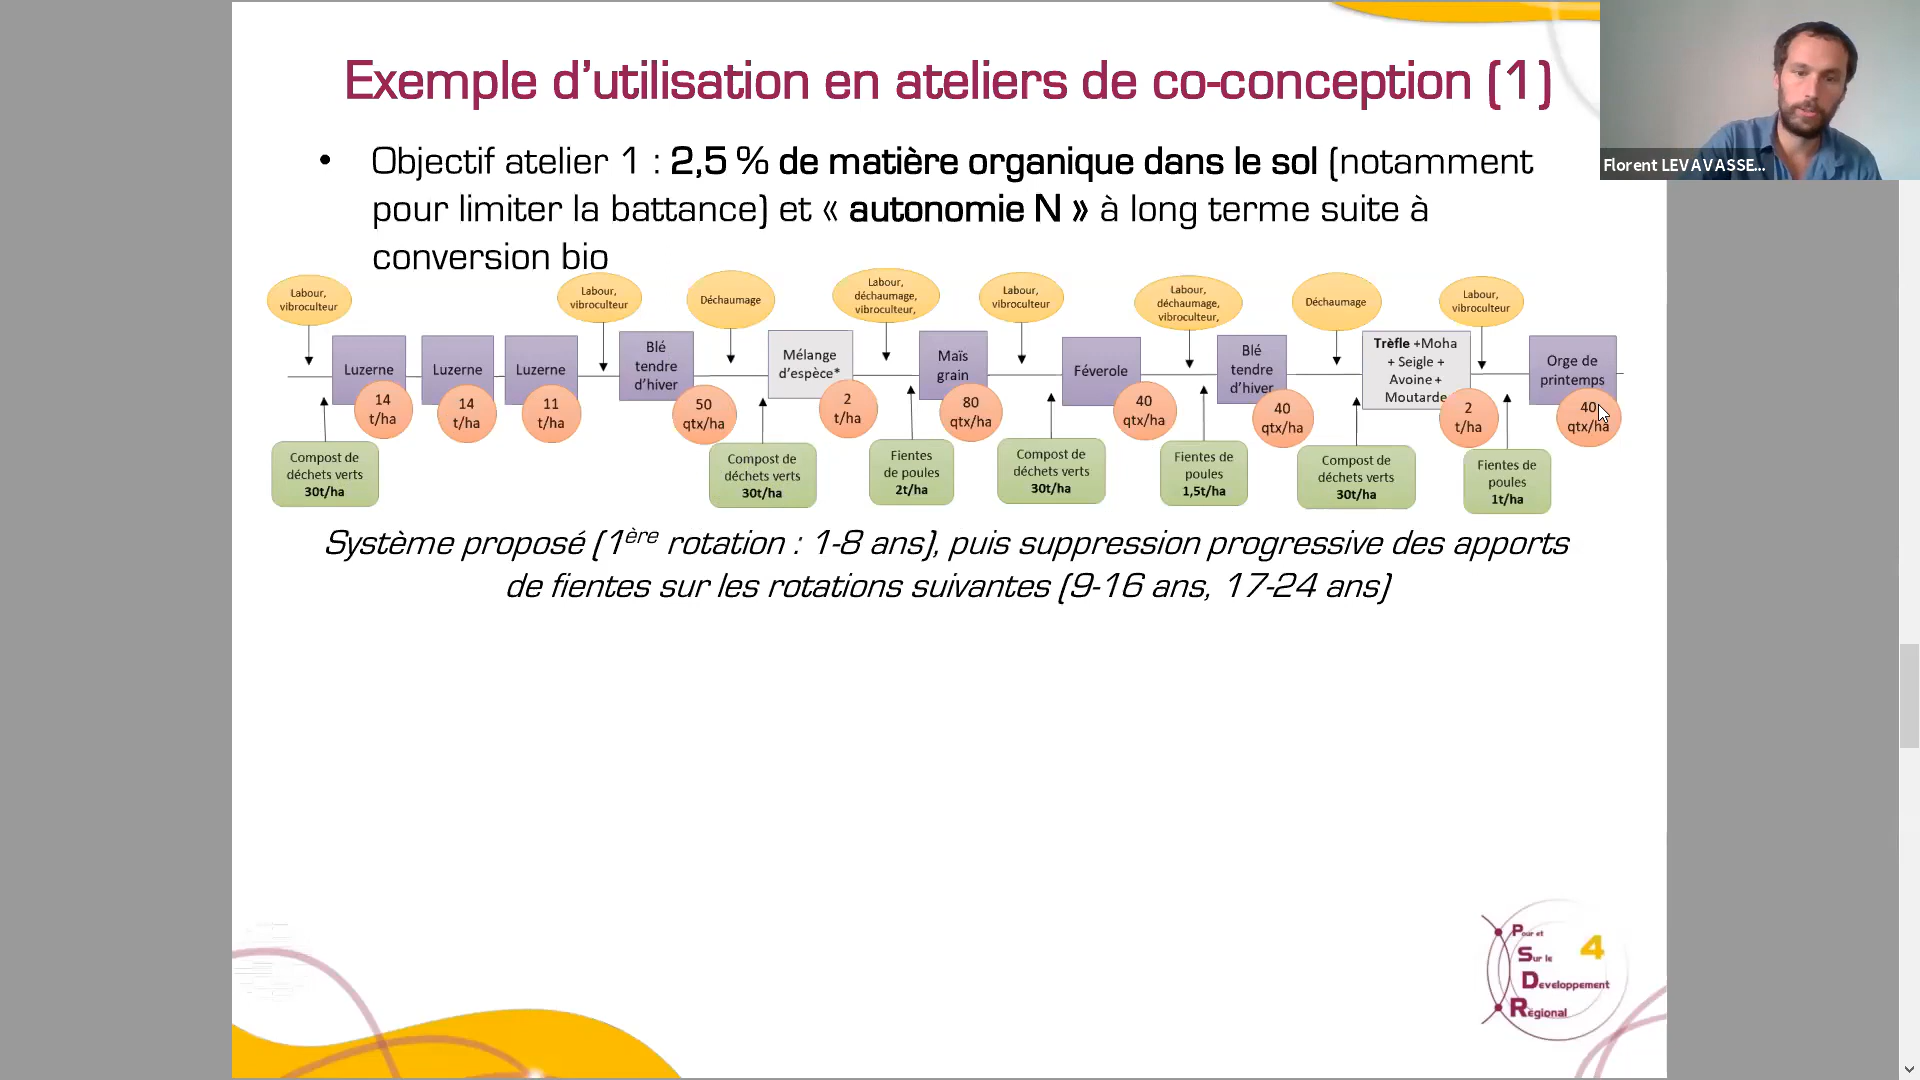 Exemple d’utilisation en ateliers de co-conception (1)
Florent LEVAVASSE...
• Objectif atelier 1 : 2,5 % de matière organique dans le sol (notamment
pour limiter la battance) et « autonomie N » à long terme suite à
conversion bio
Labour,
vibroculteur
Labour,
vibroculteur
Déchaumage
Labour,
déchaumage,
vibroculteur,
Labour,
vibroculteur
Labour,
déchaumage,
vibroculteur,
Déchaumage
Labour,
vibroculteur
Luzerne
Luzerne
Luzerne
Blé
tendre
d’hiver
Mélange
d’espèce*
Maïs
grain
Féverole
Blé
tendre
d’hiver
Trèfle +Moha
+ Seigle +
Avoine +
Moutarde
Orge de
printemps
14
t/ha
14
t/ha
11
t/ha
50
qtx/ha
2
t/ha
80
qtx/ha
40
qtx/ha
40
qtx/ha
2
t/ha
40
qtx/ha
Compost de
déchets verts
30t/ha
Compost de
déchets verts
30t/ha
Fientes
de poules
2t/ha
Compost de
déchets verts
30t/ha
Fientes de
poules
1,5t/ha
Compost de
déchets verts
30t/ha
Fientes de
poules
1t/ha
Système proposé (1ère rotation : 1-8 ans), puis suppression progressive des apports
de fientes sur les rotations suivantes (9-16 ans, 17-24 ans)
Pour et
Sur le 4
Developpement
Régional